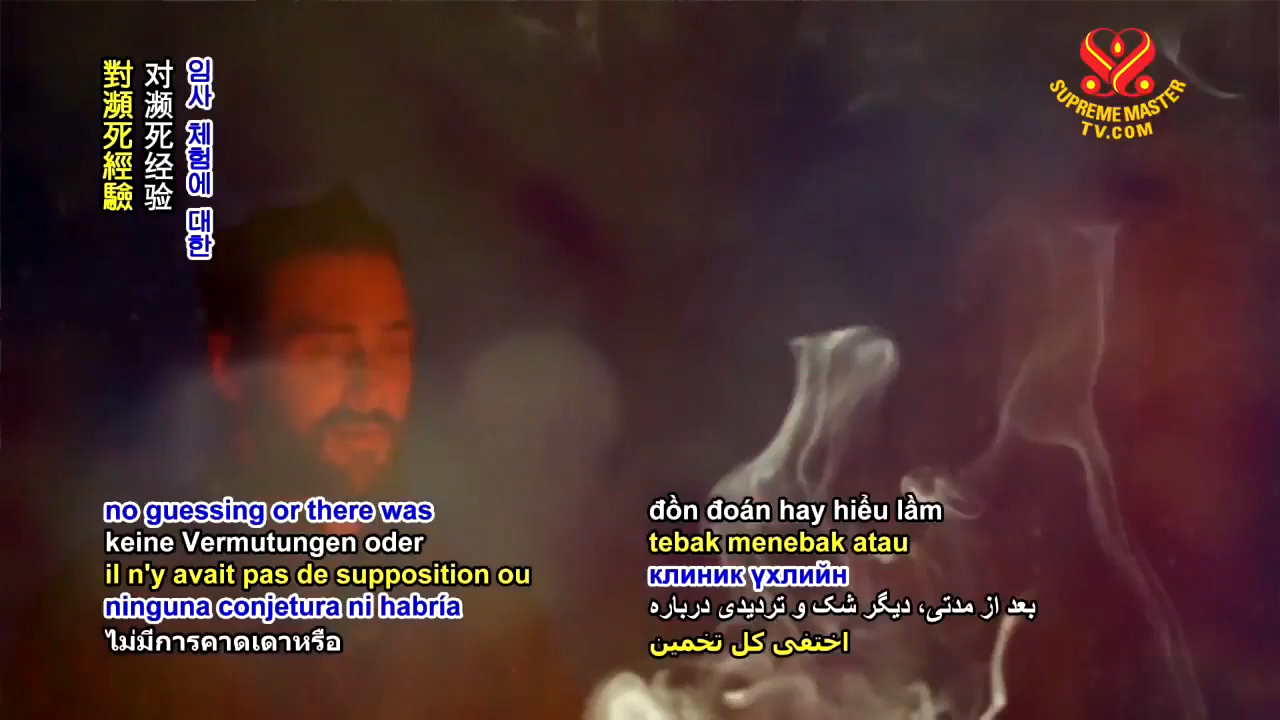 對瀕死經驗
对濒死经验
임사 체험에 대한
SUPREME MASTER
TV.COM
no guessing or there was
keine Vermutungen oder
il n'y avait pas de supposition ou
ninguna conjetura ni habría
ไม่มีการคาดเดาหรือ
đồn đoán hay hiểu lầm
tebak menebak atau
клиник үхлийн
بعد از مدتی، دیگر شک و تردیدی درباره
اختفى كل تخمين